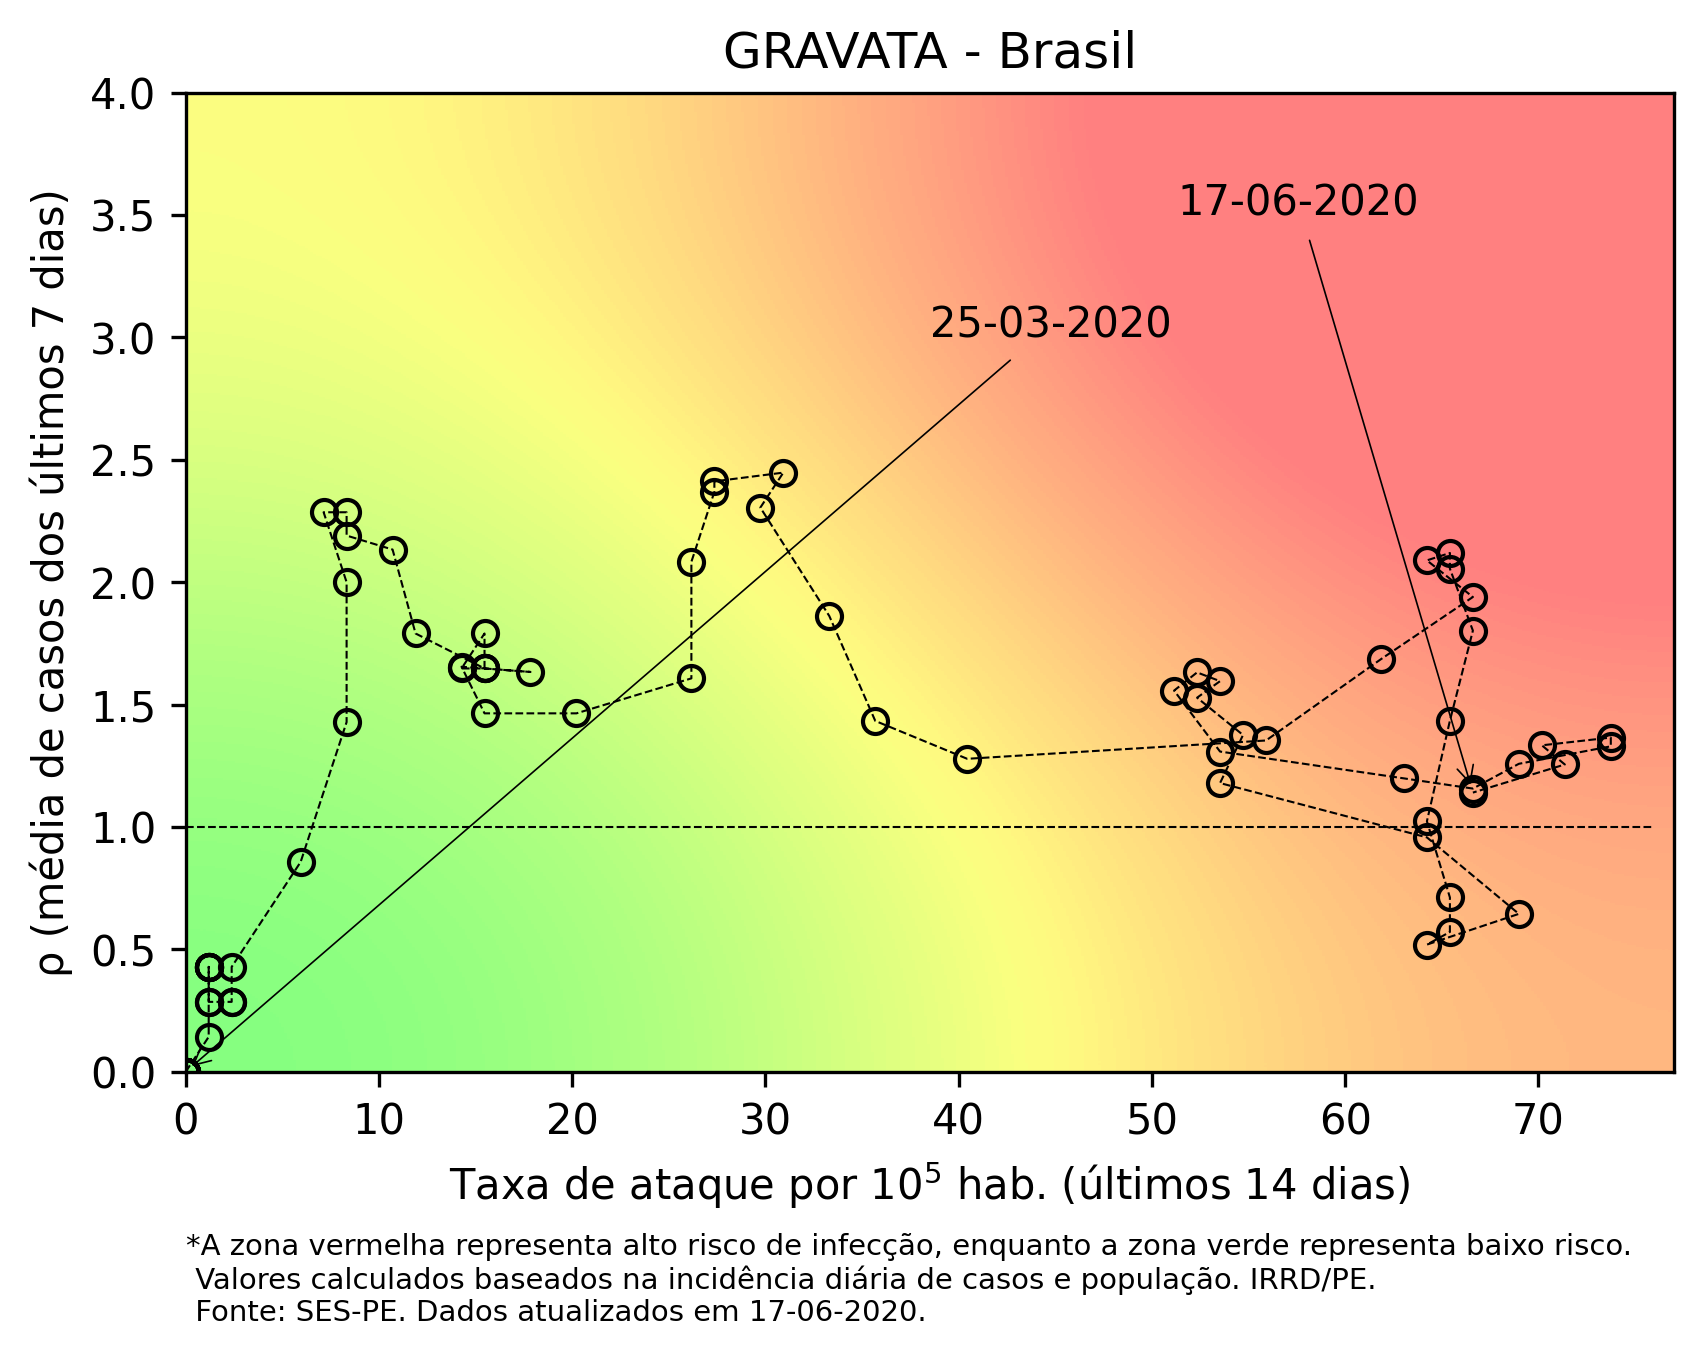 GRAVATA - Brasil
ρ (média de casos dos últimos 7 dias)
4.0
3.5
3.0
2.5
2.0
1.5
1.0
0.5
0.0
17-06-2020
25-03-2020
0 10 20 30 40 50 60 70
Taxa de ataque por 10⁵ hab. (últimos 14 dias)
*A zona vermelha representa alto risco de infecção, enquanto a zona verde representa baixo risco.
Valores calculados baseados na incidência diária de casos e população. IRRD/PE.
Fonte: SES-PE. Dados atualizados em 17-06-2020.